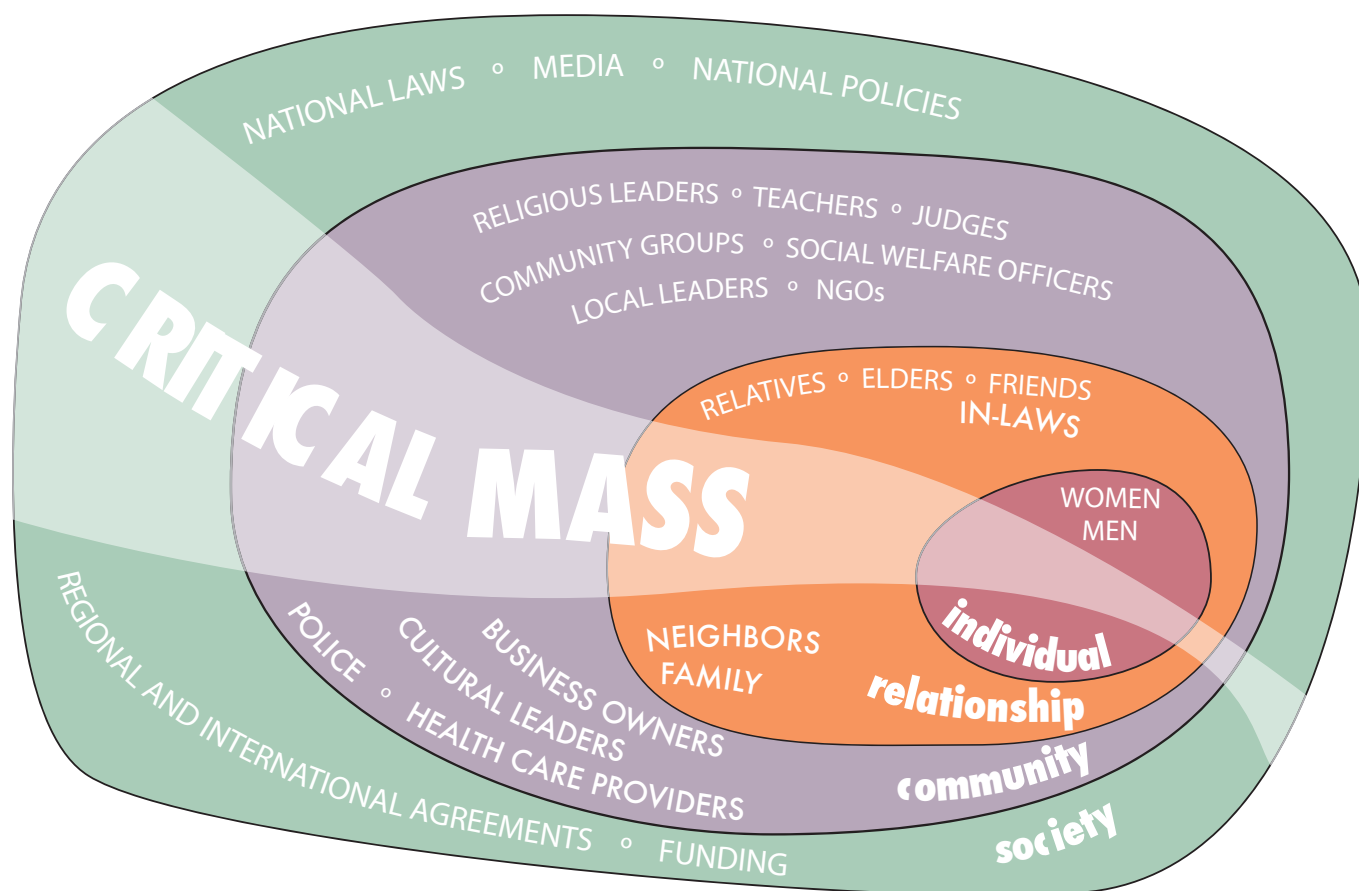 NATIONAL LAWS o MEDIA o NATIONAL POLICIES
RELIGIOUS LEADERS o TEACHERS o JUDGES
COMMUNITY GROUPS o SOCIAL WELFARE OFFICERS
LOCAL LEADERS o NGOs
CRITICAL MASS
RELATIVES o ELDERS o FRIENDS
IN-LAWS
WOMEN
MEN
individual
NEIGHBORS
FAMILY
relationship
BUSINESS OWNERS
CULTURAL LEADERS
POLICE o HEALTH CARE PROVIDERS
community
REGIONAL AND INTERNATIONAL AGREEMENTS o FUNDING
society